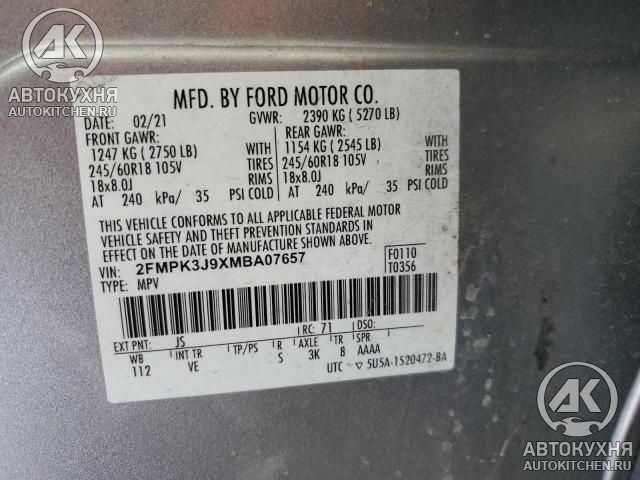 АК
АВТОКУХНЯ
AUTOKITCHEN.RU
MFD. BY FORD MOTOR CO.
DATE: 02/21 GVWR: 2390 KG ( 5270 LB)
FRONT GAWR: REAR GAWR:
1247 KG ( 2750 LB) WITH 1154 KG ( 2545 LB) WITH
245/60R18 105V TIRES 245/60R18 105V TIRES
18x8.0J RIMS 18x8.0J RIMS
AT 240 kPa/ 35 PSI COLD AT 240 kPa/ 35 PSI COLD
THIS VEHICLE CONFORMS TO ALL APPLICABLE FEDERAL MOTOR
VEHICLE SAFETY AND THEFT PREVENTION STANDARDS IN
EFFECT ON THE DATE OF MANUFACTURE SHOWN ABOVE.
VIN: 2FMPK3J9XMBA07657 F0110
TYPE: MPV T0356
EXT PNT: JS RC: 71 DSO:
WB INT TR TP/PS R AXLE TR SPR
112 VE S 3K 8 AAAA
UTC ▽ 5U5A-1520472-BA
АК
АВТОКУХНЯ
AUTOKITCHEN.RU